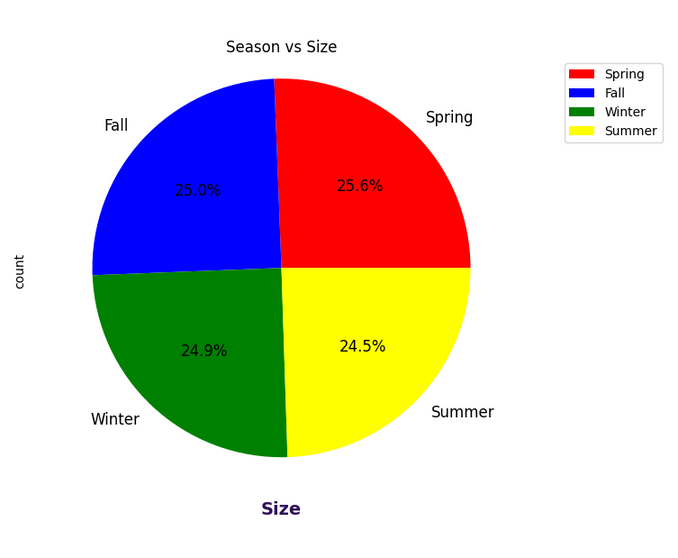 Season vs Size
Spring
Fall
Winter
Summer
Fall
Spring
25.0%
25.6%
count
24.9%
24.5%
Winter
Summer
Size